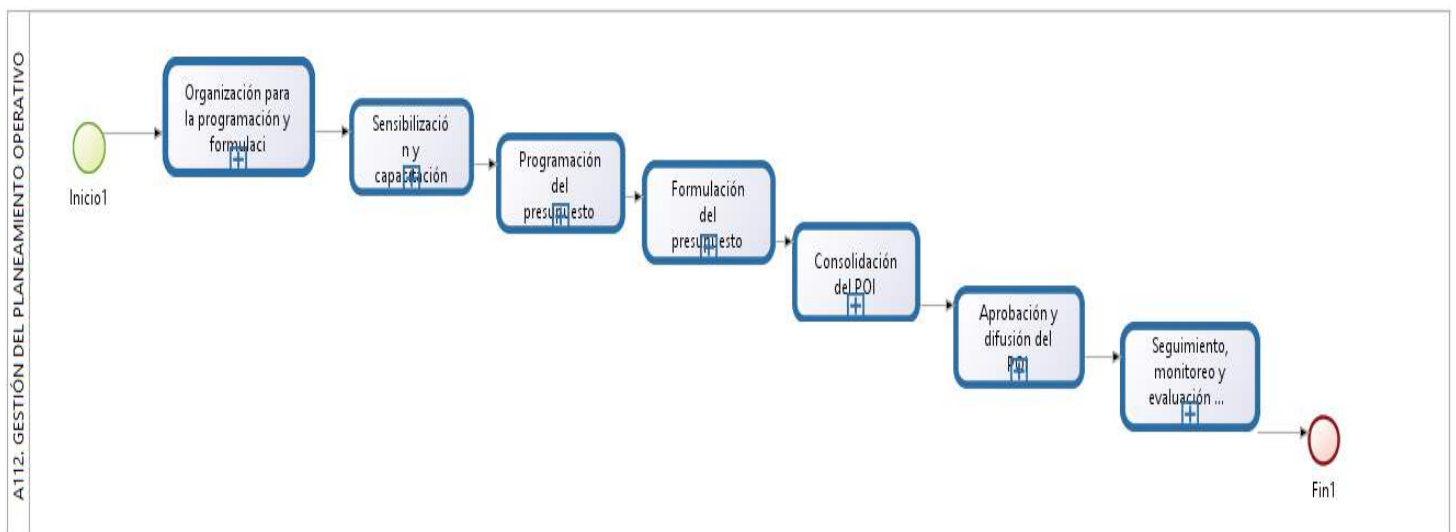 A112. GESTIÓN DEL PLANEAMIENTO OPERATIVO
Inicio1
Organización para
la programación y
formulaci
Sensibilizació
n y
capacitación
Programación
del
presupuesto
Formulación
del
presupuesto
Consolidación
del POI
Aprobación y
difusión del
POI
Seguimiento,
monitoreo y
evaluación ...
Fin1